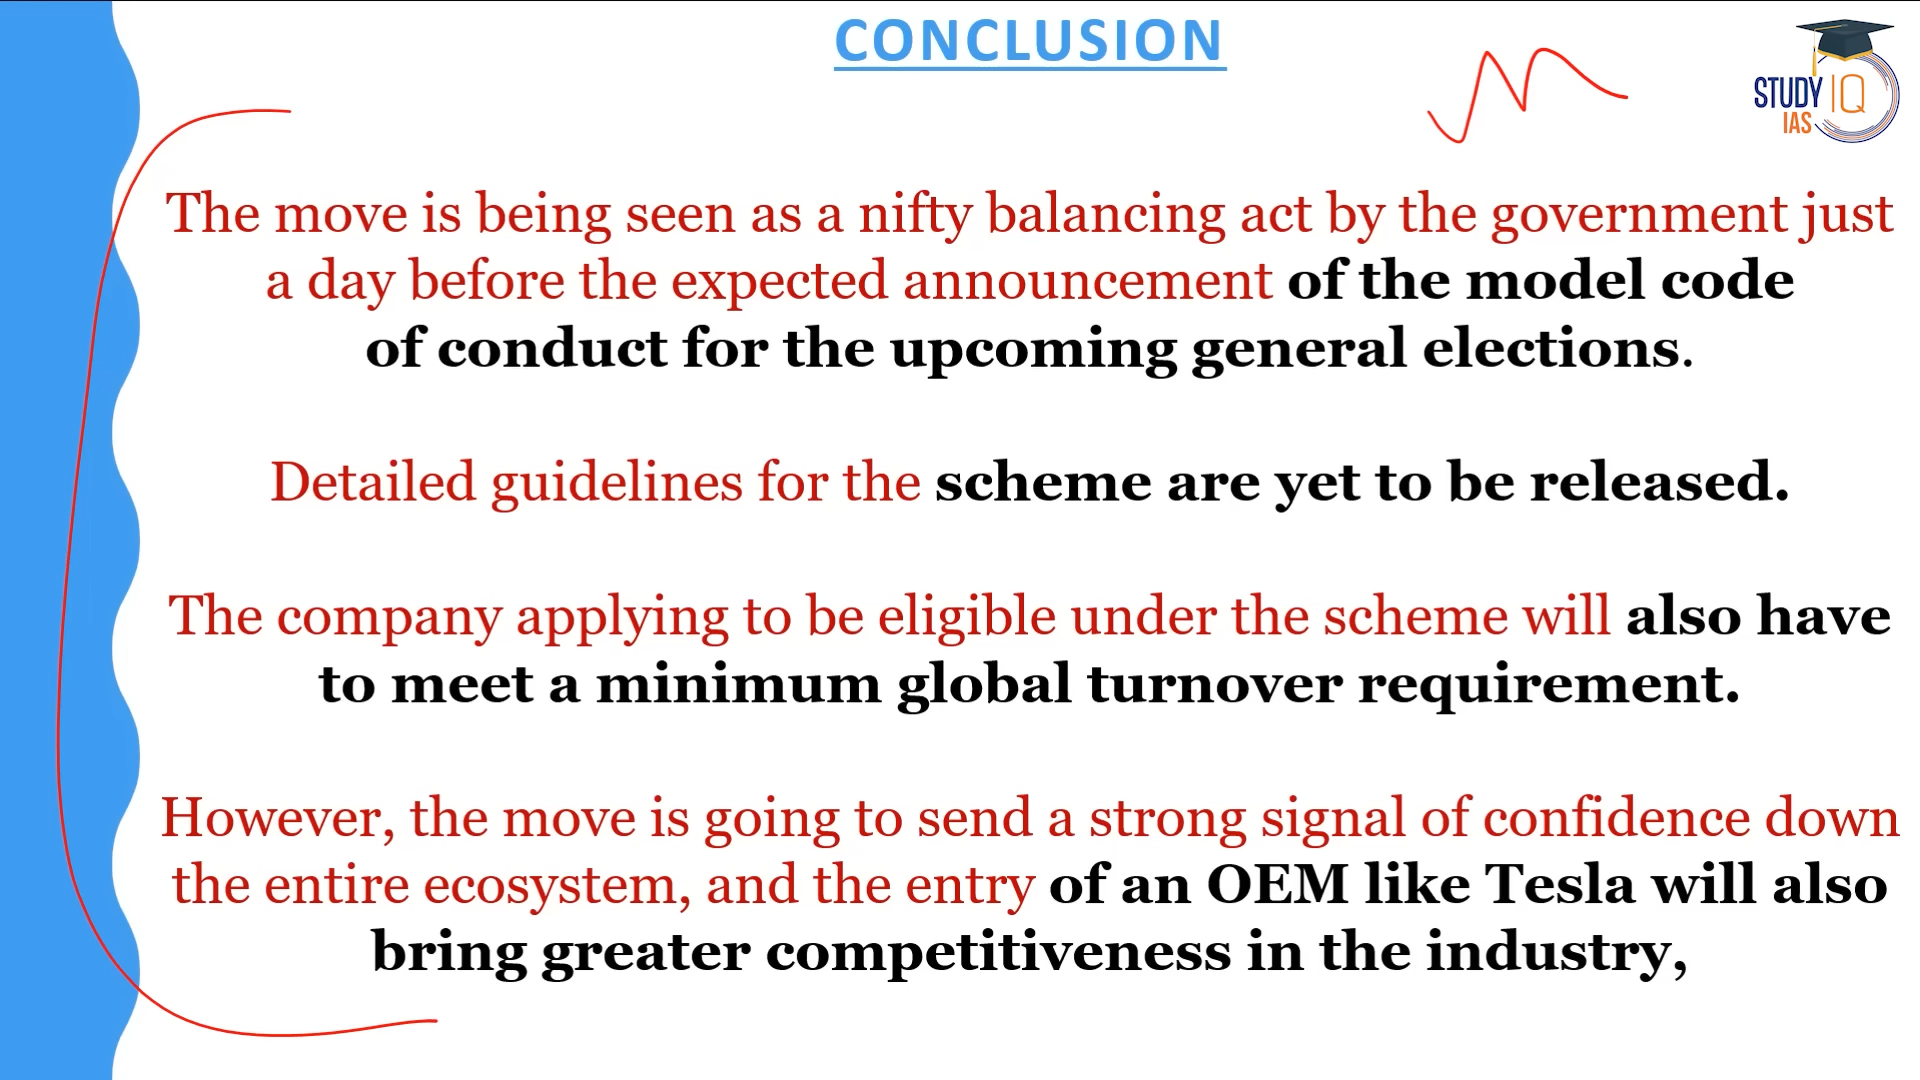 CONCLUSION
STUDY IQ
IAS
The move is being seen as a nifty balancing act by the government just
a day before the expected announcement of the model code
of conduct for the upcoming general elections.
Detailed guidelines for the scheme are yet to be released.
The company applying to be eligible under the scheme will also have
to meet a minimum global turnover requirement.
However, the move is going to send a strong signal of confidence down
the entire ecosystem, and the entry of an OEM like Tesla will also
bring greater competitiveness in the industry,